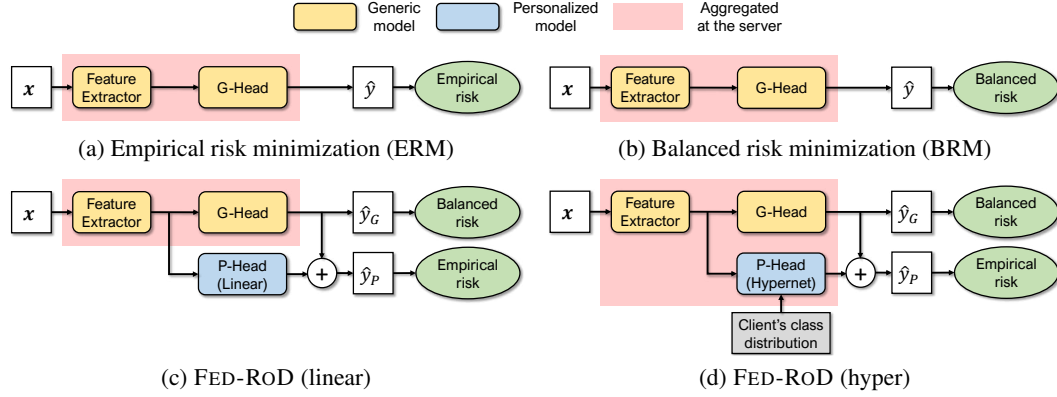 Generic model
Personalized model
Aggregated at the server
x
Feature Extractor
G-Head
ŷ
Empirical risk
(a) Empirical risk minimization (ERM)
x
Feature Extractor
G-Head
ŷ
Balanced risk
(b) Balanced risk minimization (BRM)
x
Feature Extractor
G-Head
ŷ_G
Balanced risk
P-Head (Linear)
+
ŷ_P
Empirical risk
(c) FED-ROD (linear)
x
Feature Extractor
G-Head
ŷ_G
Balanced risk
P-Head (Hypernet)
+
ŷ_P
Empirical risk
Client's class distribution
(d) FED-ROD (hyper)